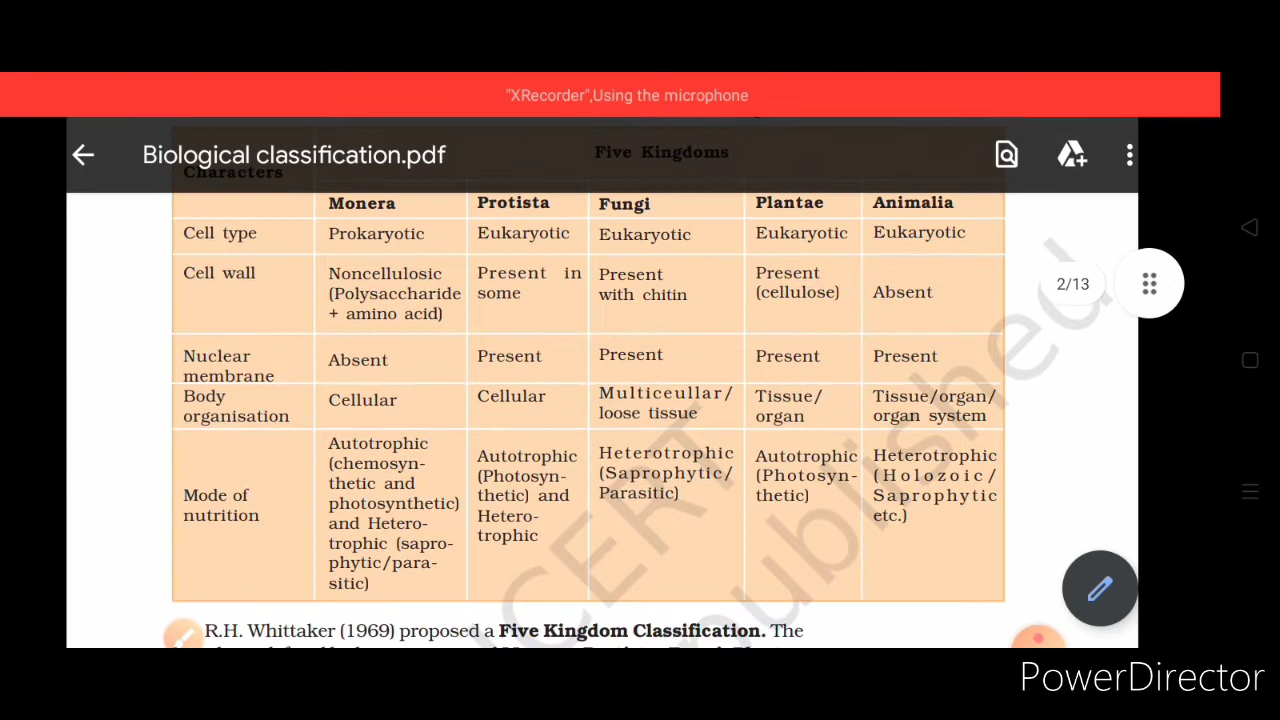 "XRecorder",Using the microphone
Biological classification.pdf
Five Kingdoms
Characters
Monera
Protista
Fungi
Plantae
Animalia
Cell type
Prokaryotic
Eukaryotic
Eukaryotic
Eukaryotic
Eukaryotic
Cell wall
Noncellulosic
(Polysaccharide
+ amino acid)
Present in
some
Present
with chitin
Present
(cellulose)
Absent
Nuclear
membrane
Absent
Present
Present
Present
Present
Body
organisation
Cellular
Cellular
Multiceullar/
loose tissue
Tissue/
organ
Tissue/organ/
organ system
Mode of
nutrition
Autotrophic
(chemosyn-
thetic and
photosynthetic)
and Hetero-
trophic (sapro-
phytic/para-
sitic)
Autotrophic
(Photosyn-
thetic) and
Hetero-
trophic
Heterotrophic
(Saprophytic/
Parasitic)
Autotrophic
(Photosyn-
thetic)
Heterotrophic
(Holozoic/
Saprophytic
etc.)
2/13
R.H. Whittaker (1969) proposed a Five Kingdom Classification. The
PowerDirector